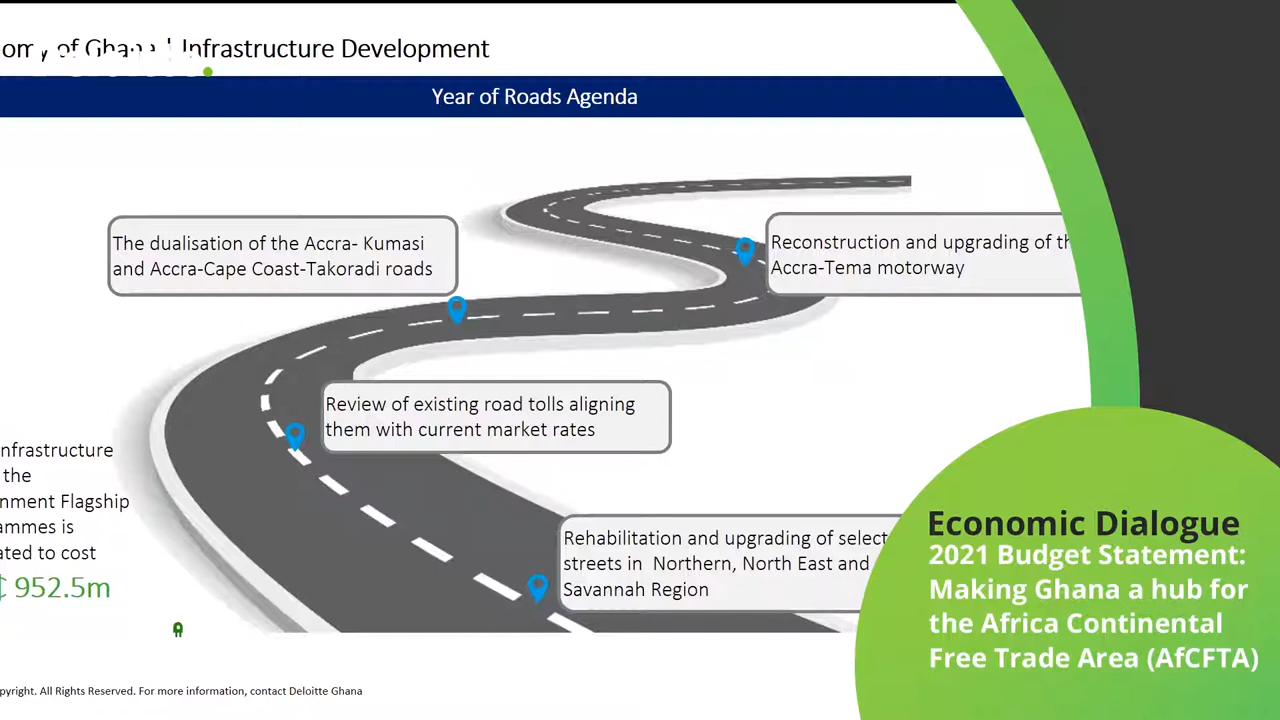 of Ghana | Infrastructure Development
Year of Roads Agenda
The dualisation of the Accra- Kumasi
and Accra-Cape Coast-Takoradi roads
Reconstruction and upgrading of th
Accra-Tema motorway
Review of existing road tolls aligning
them with current market rates
nfrastructure
the
nment Flagship
ammes is
ated to cost
₵ 952.5m
Rehabilitation and upgrading of select
streets in Northern, North East and
Savannah Region
Economic Dialogue
2021 Budget Statement:
Making Ghana a hub for
the Africa Continental
Free Trade Area (AfCFTA)
pyright. All Rights Reserved. For more information, contact Deloitte Ghana